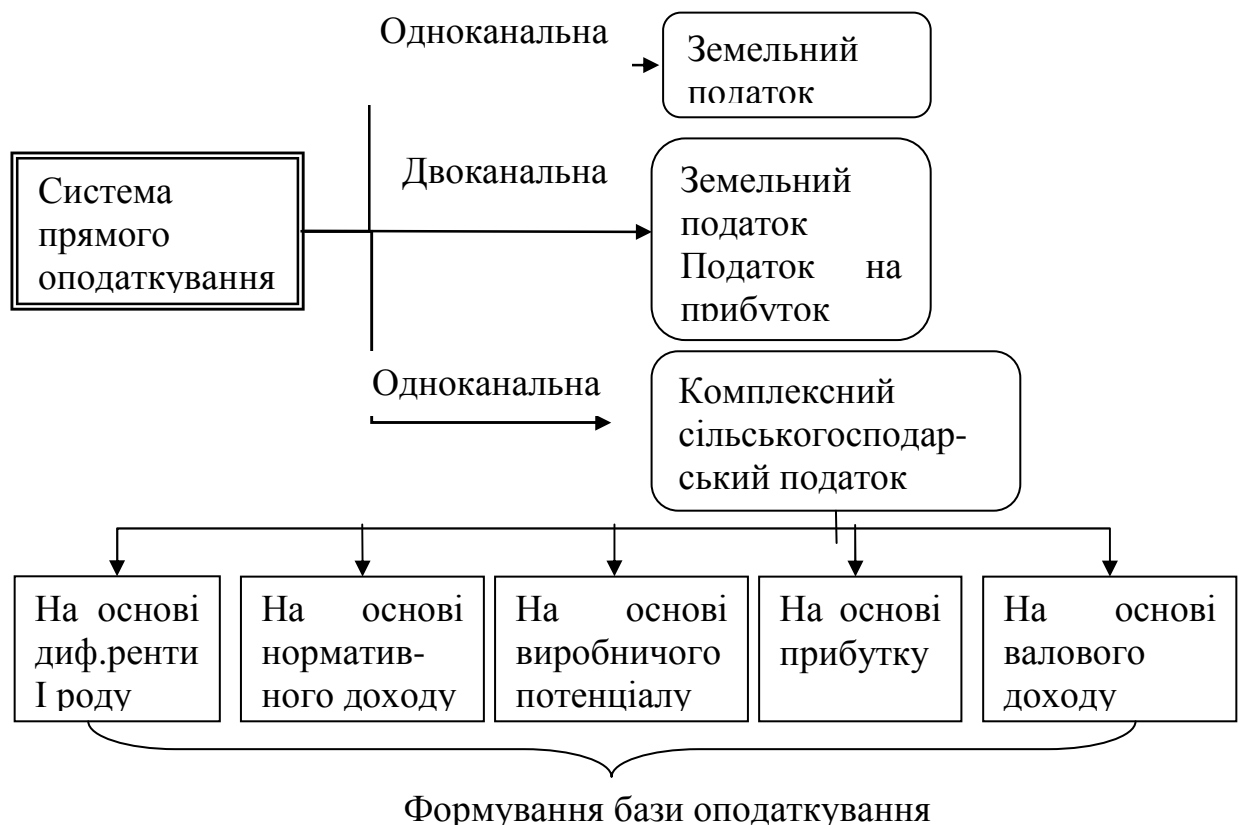 Одноканальна
Земельний
податок
Система
прямого
оподаткування
Двоканальна
Земельний
податок
Податок на
прибуток
Одноканальна
Комплексний
сільськогосподар-
ський податок
На основі
диф.ренти
І роду
На основі
норматив-
ного доходу
На основі
виробничого
потенціалу
На основі
прибутку
На основі
валового
доходу
Формування бази оподаткування